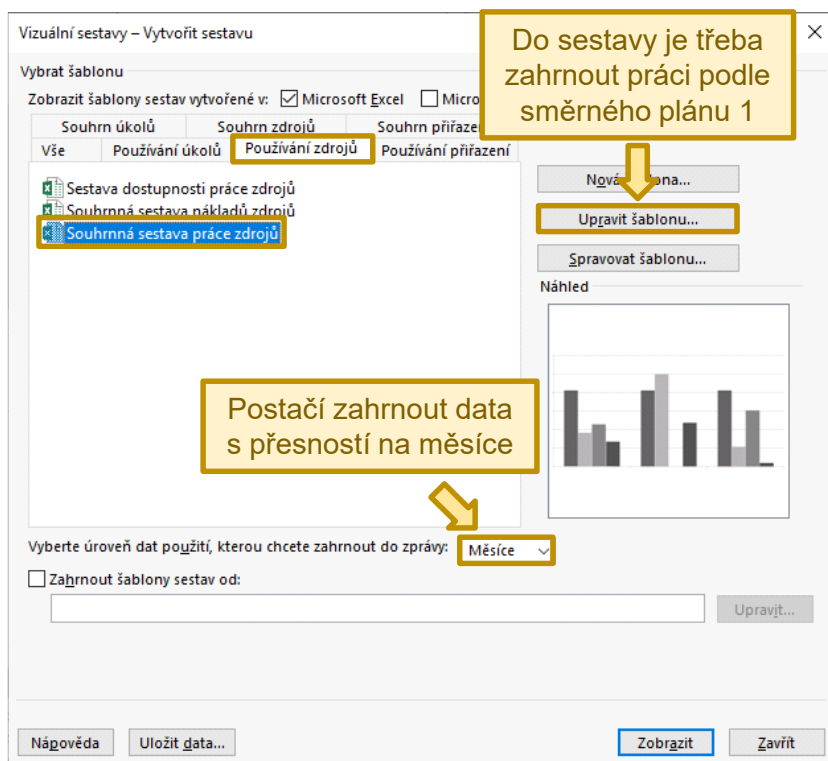 Vizuální sestavy – Vytvořit sestavu
Do sestavy je třeba
zahrnout práci podle
směrného plánu 1
Vybrat šablonu
Zobrazit šablony sestav vytvořené v: Microsoft Excel
Souhrn úkolů Souhrn zdrojů Souhrn
Vše Používání úkolů Používání zdrojů Používání přiřazení
Sestava dostupnosti práce zdrojů
Souhrnná sestava nákladů zdrojů
Souhrnná sestava práce zdrojů
Upravit šablonu...
Spravovat šablonu...
Náhled
Postačí zahrnout data
s přesností na měsíce
Vyberte úroveň dat použití, kterou chcete zahrnout do zprávy: Měsíce
Zahrnout šablony sestav od:
Upravit...
Nápověda Uložit data... Zobrazit Zavřít